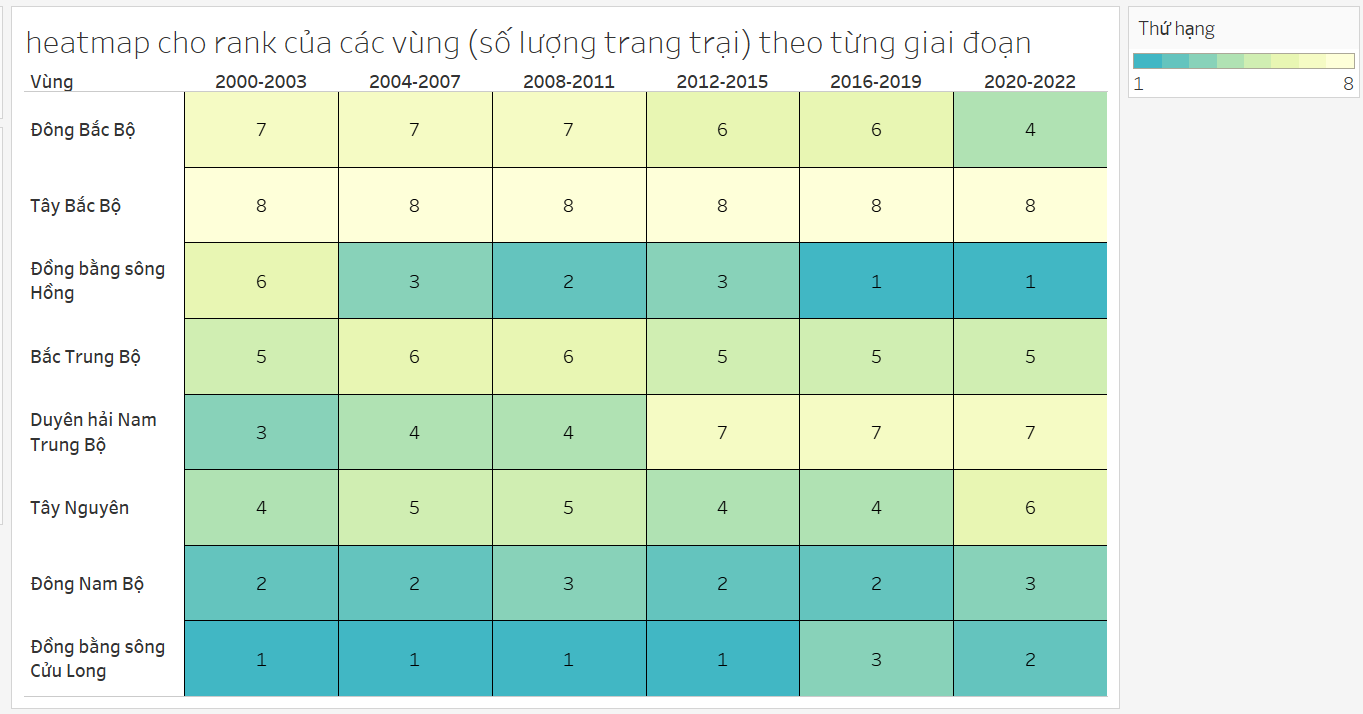 heatmap cho rank của các vùng (số lượng trang trại) theo từng giai đoạn
Vùng 2000-2003 2004-2007 2008-2011 2012-2015 2016-2019 2020-2022
Đông Bắc Bộ 7 7 7 6 6 4
Tây Bắc Bộ 8 8 8 8 8 8
Đồng bằng sông
Hồng 6 3 2 3 1 1
Bắc Trung Bộ 5 6 6 5 5 5
Duyên hải Nam
Trung Bộ 3 4 4 7 7 7
Tây Nguyên 4 5 5 4 4 6
Đông Nam Bộ 2 2 3 2 2 3
Đồng bằng sông
Cửu Long 1 1 1 1 3 2
Thứ hạng
1 8